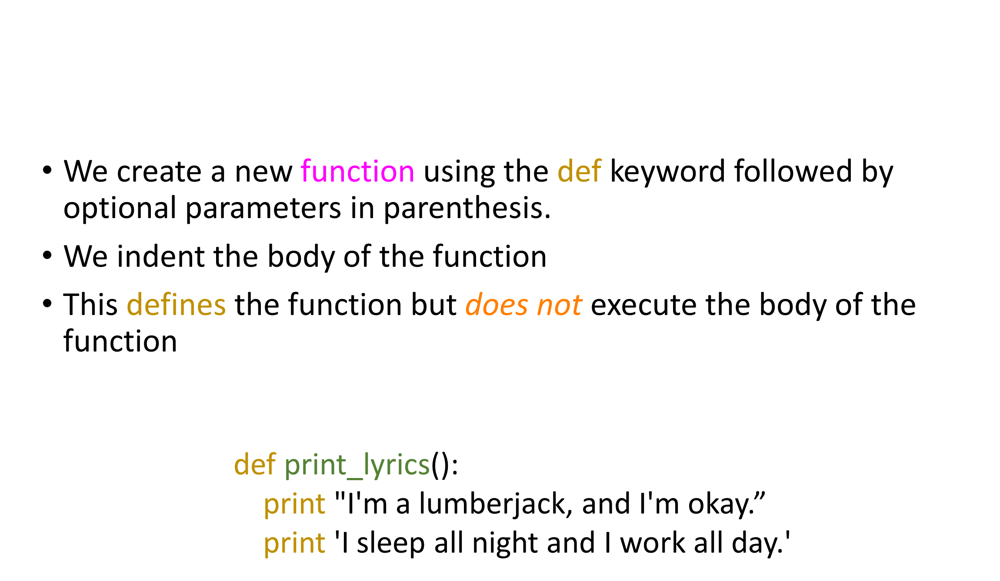 • We create a new function using the def keyword followed by
optional parameters in parenthesis.
• We indent the body of the function
• This defines the function but does not execute the body of the
function
def print_lyrics():
    print "I'm a lumberjack, and I'm okay.”
    print 'I sleep all night and I work all day.'